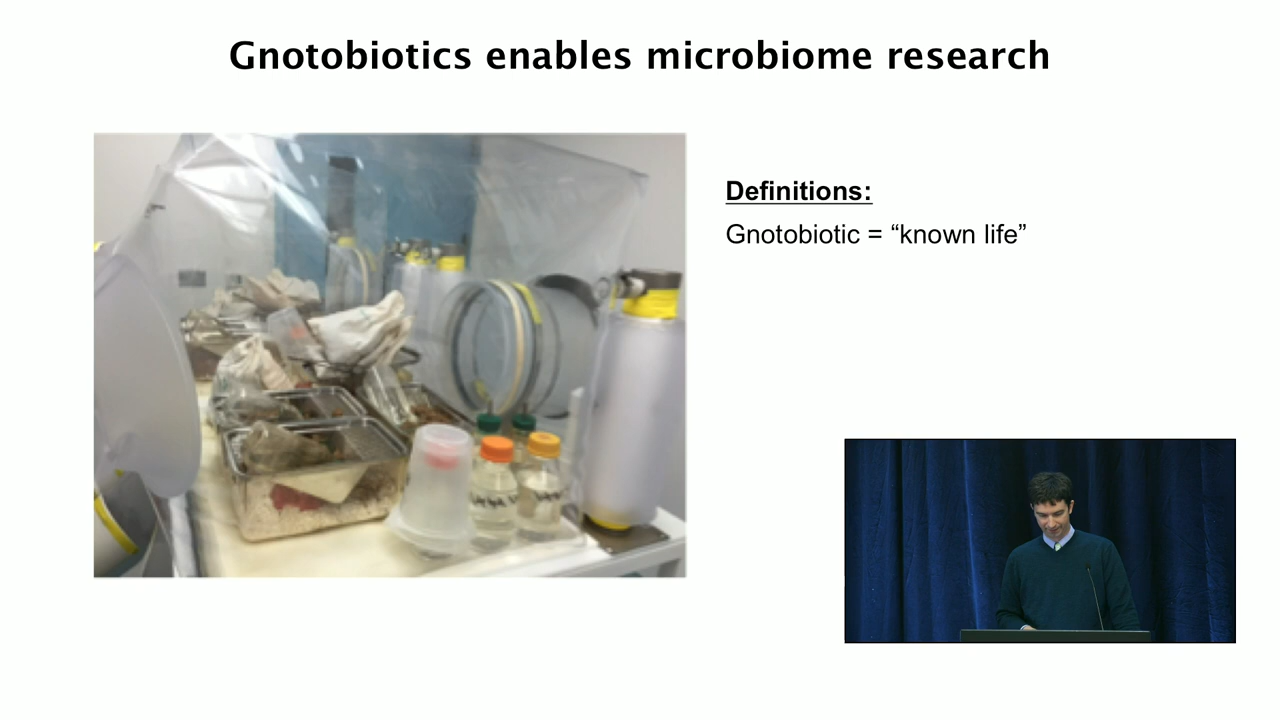 Gnotobiotics enables microbiome research
Definitions:
Gnotobiotic = “known life”